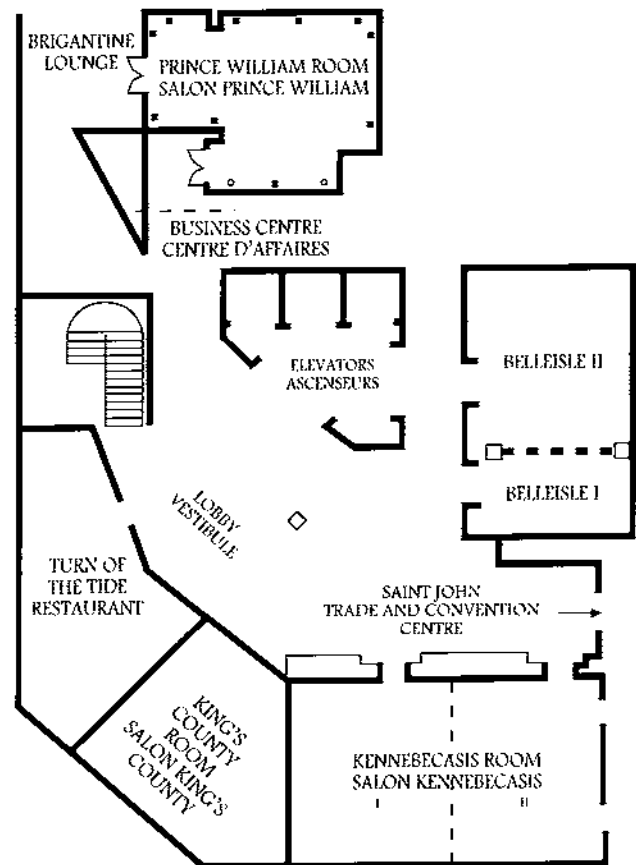 BRIGANTINE
LOUNGE
PRINCE WILLIAM ROOM
SALON PRINCE WILLIAM
BUSINESS CENTRE
CENTRE D'AFFAIRES
ELEVATORS
ASCENSEURS
BELLEISLE II
BELLEISLE I
LOBBY
VESTIBULE
TURN OF
THE TIDE
RESTAURANT
SAINT JOHN
TRADE AND CONVENTION
CENTRE
KING'S
COUNTY
ROOM
SALON KING'S
COUNTY
KENNEBECASIS ROOM
SALON KENNEBECASIS